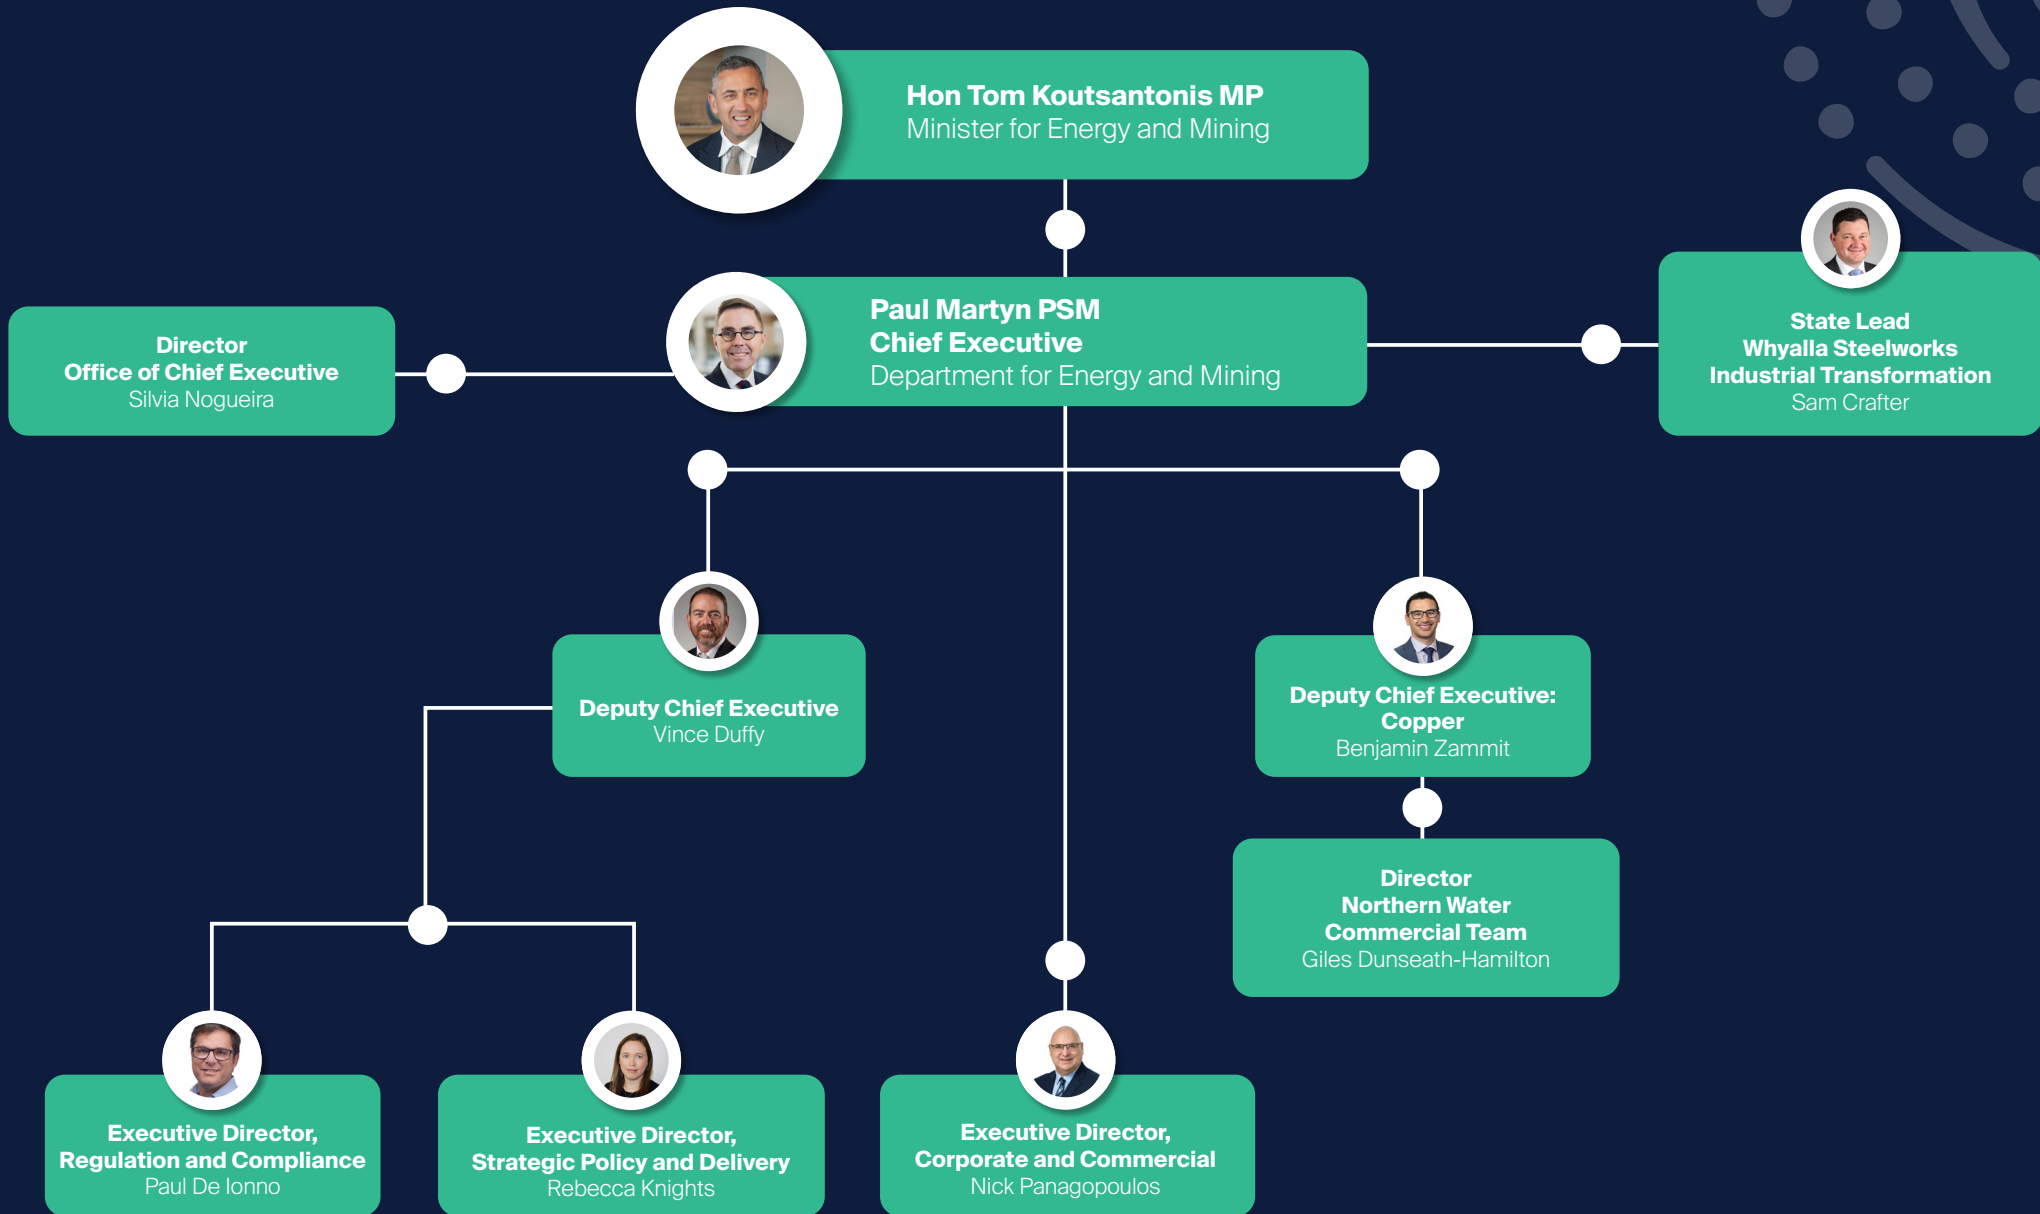 Hon Tom Koutsantonis MP
Minister for Energy and Mining
Paul Martyn PSM
Chief Executive
Department for Energy and Mining
Director
Office of Chief Executive
Silvia Nogueira
State Lead
Whyalla Steelworks
Industrial Transformation
Sam Crafter
Deputy Chief Executive
Vince Duffy
Deputy Chief Executive:
Copper
Benjamin Zammit
Director
Northern Water
Commercial Team
Giles Dunseath-Hamilton
Executive Director,
Regulation and Compliance
Paul De Ionno
Executive Director,
Strategic Policy and Delivery
Rebecca Knights
Executive Director,
Corporate and Commercial
Nick Panagopoulos